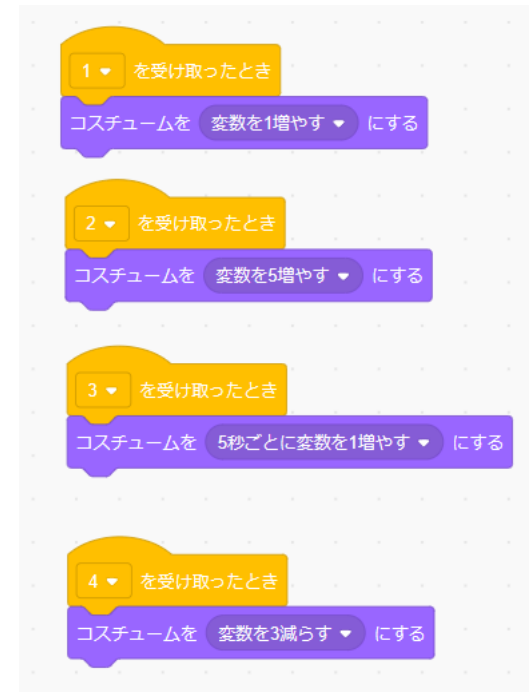 1 を受け取ったとき
コスチュームを 変数を1増やす にする
2 を受け取ったとき
コスチュームを 変数を5増やす にする
3 を受け取ったとき
コスチュームを 5秒ごとに変数を1増やす にする
4 を受け取ったとき
コスチュームを 変数を3減らす にする